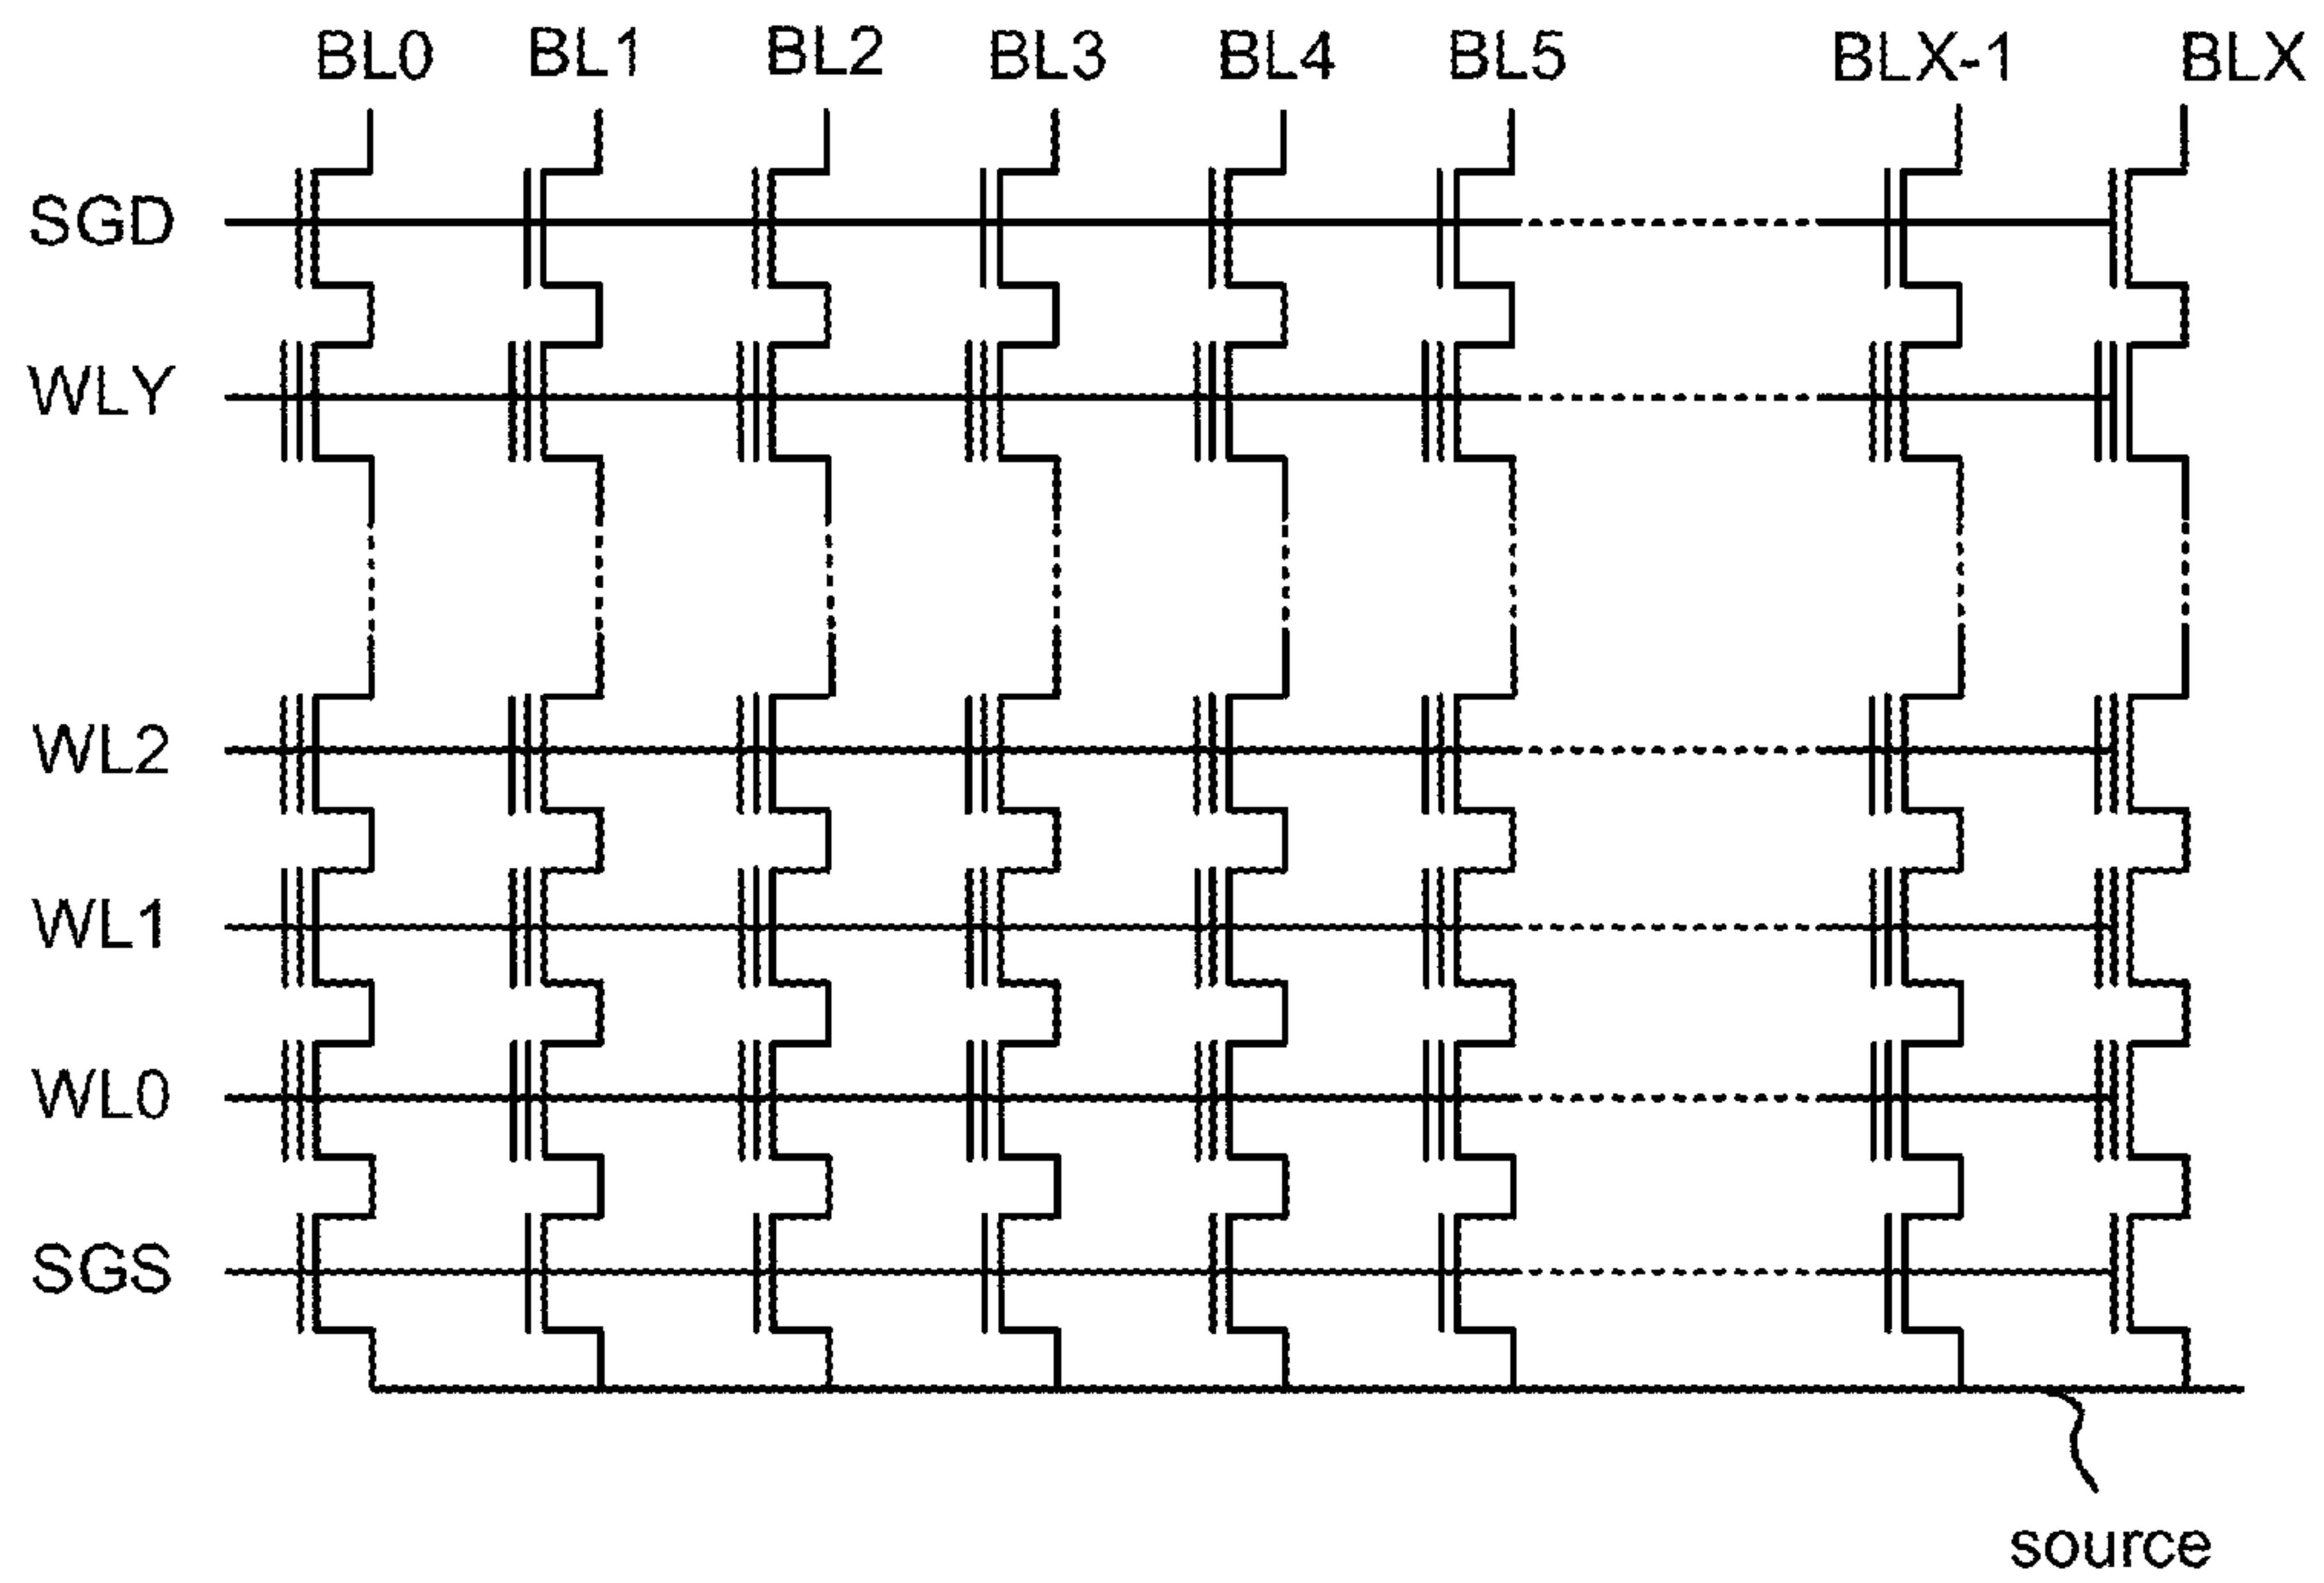 BL0 BL1 BL2 BL3 BL4 BL5 BLX-1 BLX
SGD
WLY
WL2
WL1
WL0
SGS
source